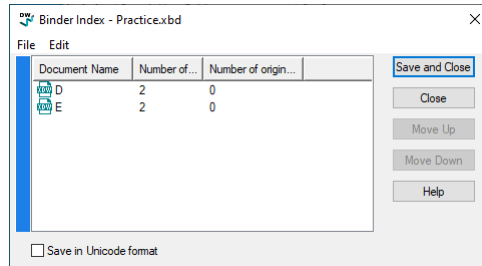 Binder Index - Practice.xbd
File Edit
Document Name Number of... Number of origin...
D 2 0
E 2 0
Save and Close
Close
Move Up
Move Down
Help
Save in Unicode format